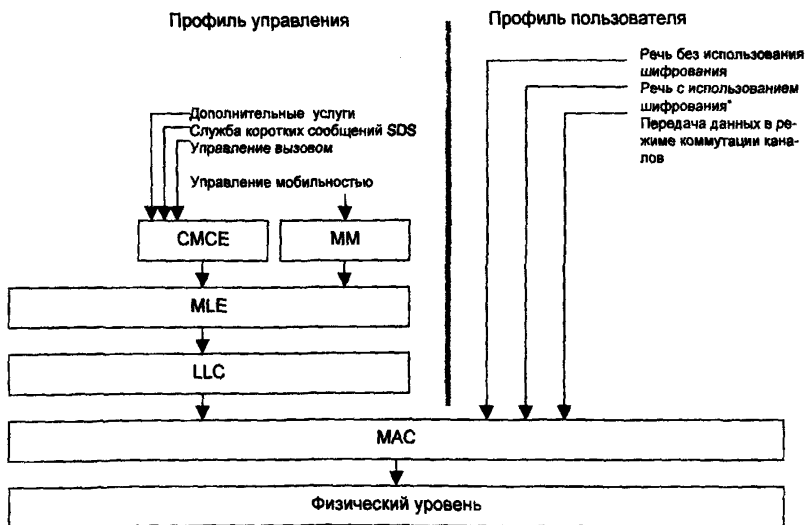 Профиль управления
Профиль пользователя
Речь без использования
шифрования
Речь с использованием
шифрования*
Передача данных в ре-
жиме коммутации кана-
лов
Дополнительные услуги
Служба коротких сообщений SDS
Управление вызовом
Управление мобильностью
CMCE
MM
MLE
LLC
MAC
Физический уровень